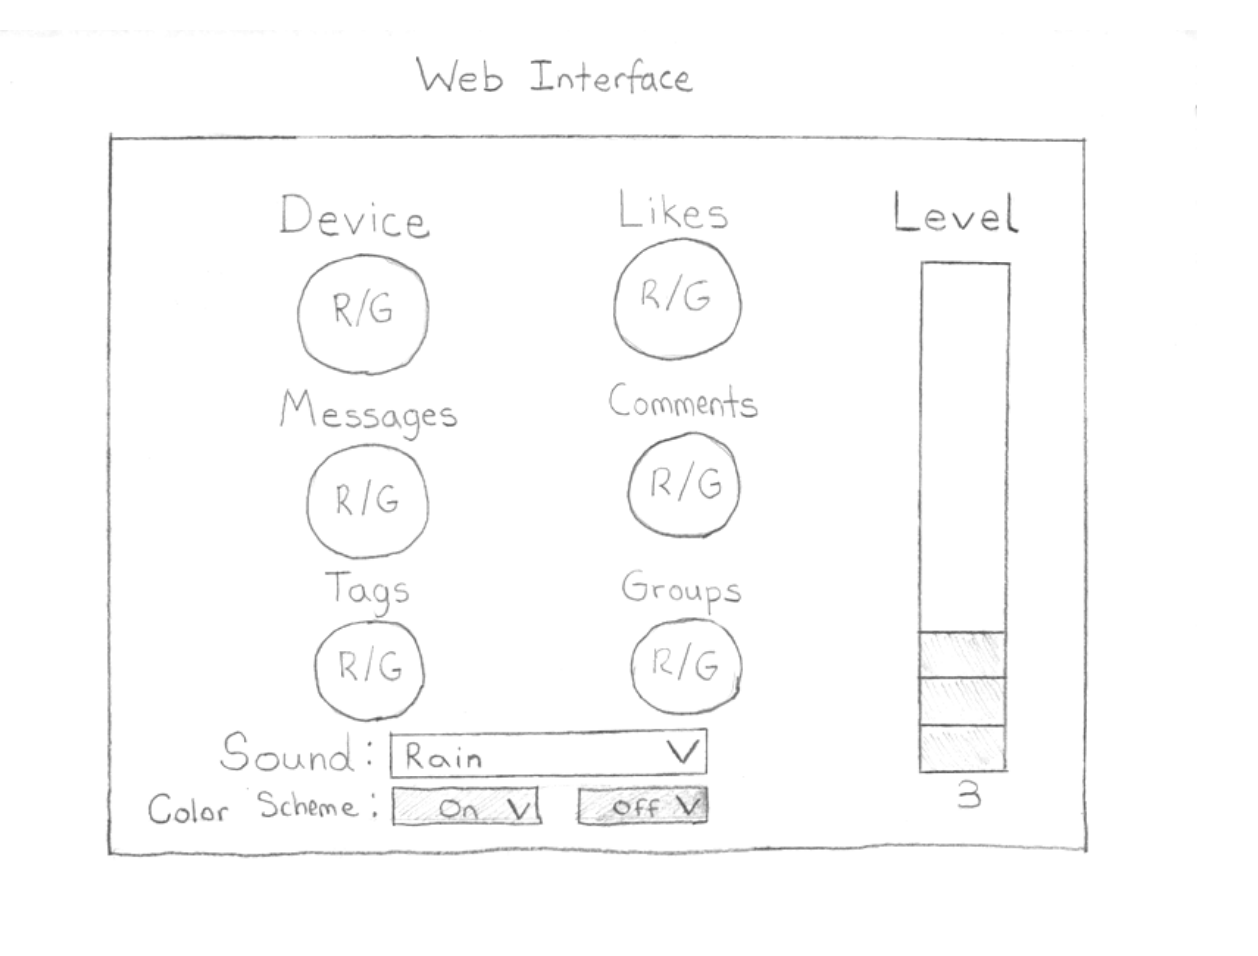 Web Interface
Device Likes Level
R/G R/G
Messages Comments
R/G R/G
Tags Groups
R/G R/G
Sound: Rain V
Color Scheme: On V Off V
3